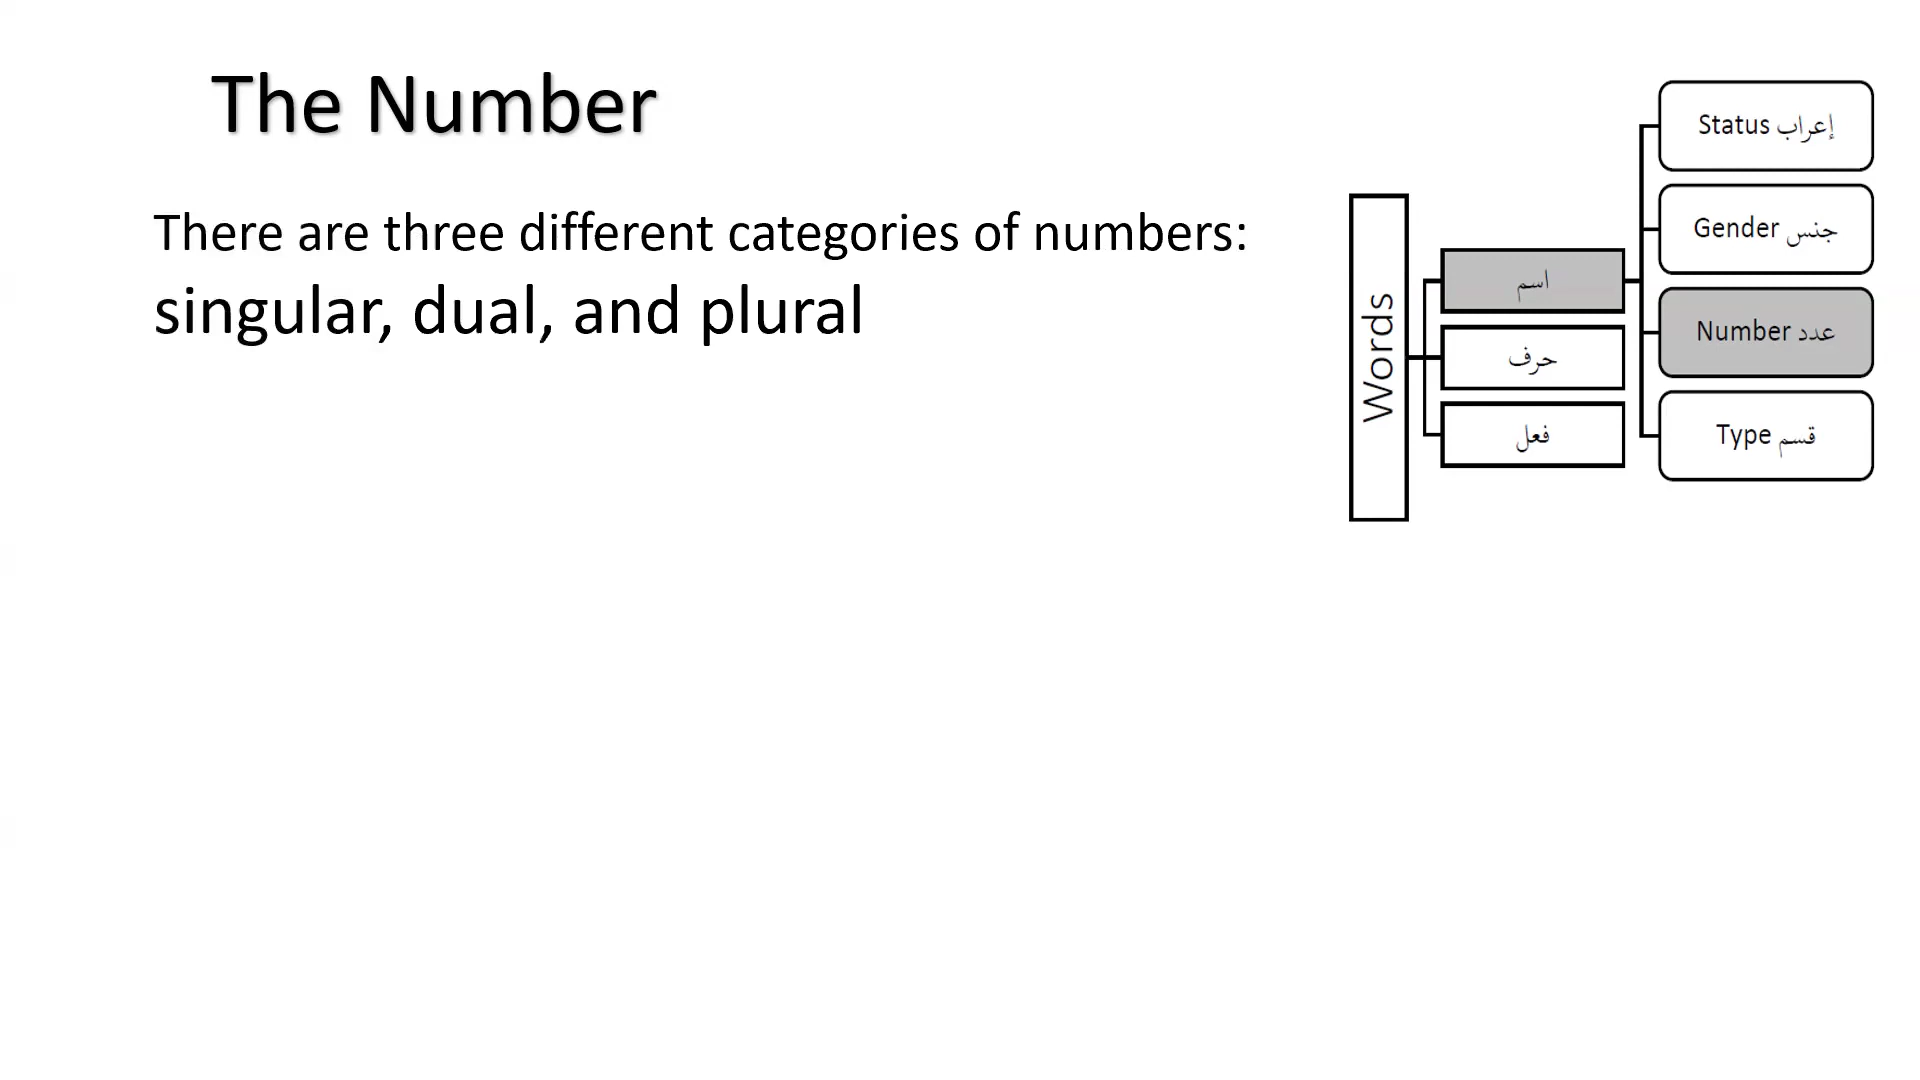 The Number
There are three different categories of numbers:
singular, dual, and plural
Words
اسم
حرف
فعل
Status إعراب
Gender جنس
Number عدد
Type قسم